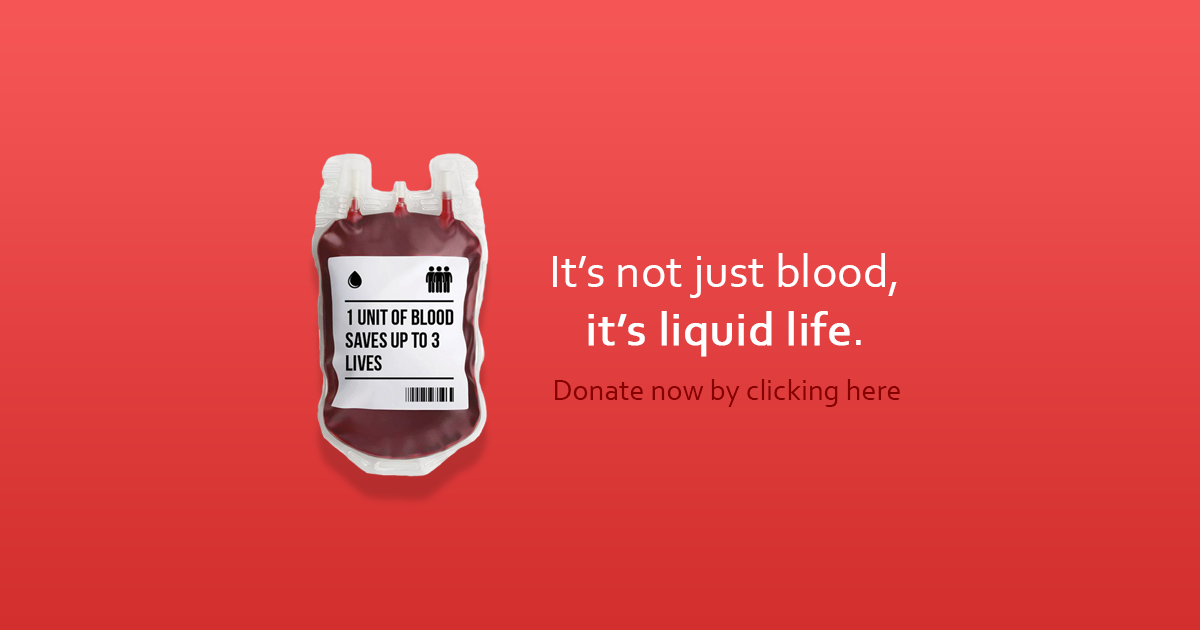 1 UNIT OF BLOOD
SAVES UP TO 3
LIVES
It’s not just blood,
it’s liquid life.
Donate now by clicking here